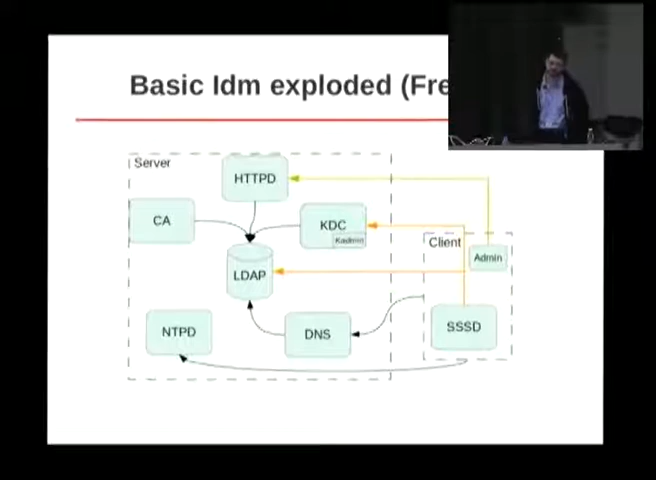 Basic Idm exploded (Fre
Server
HTTPD
CA
KDC
Kadmin
Client
Admin
LDAP
NTPD
DNS
SSSD